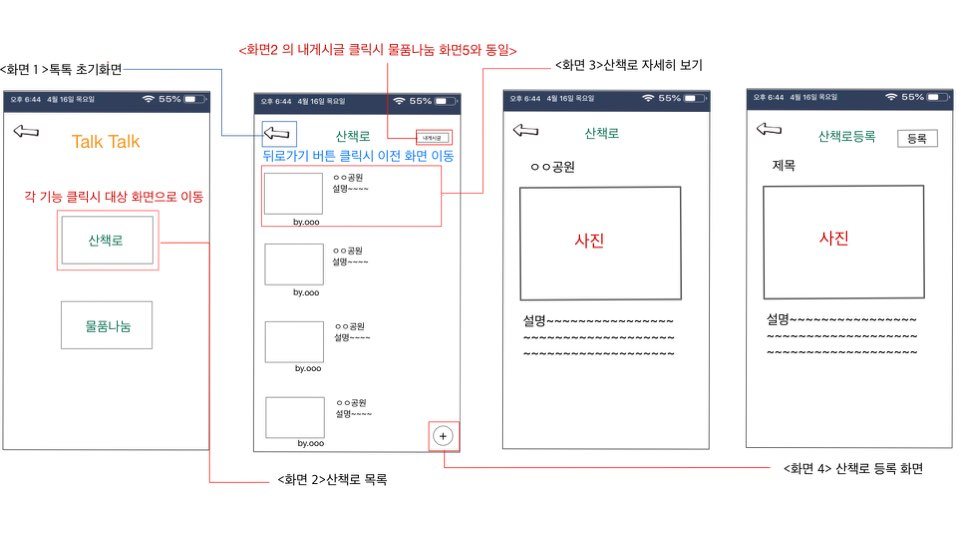 <화면2 의 내게시글 클릭시 물품나눔 화면5와 동일>
<화면 1 >톡톡 초기화면
<화면 3>산책로 자세히 보기
오후 6:44 4월 16일 목요일 55%
Talk Talk
각 기능 클릭시 대상 화면으로 이동
산책로
물품나눔
오후 6:44 4월 16일 목요일 55%
산책로
내게시글
뒤로가기 버튼 클릭시 이전 화면 이동
ㅇㅇ공원
설명~~~~
by.ooo
ㅇㅇ공원
설명~~~~
by.ooo
ㅇㅇ공원
설명~~~~
by.ooo
ㅇㅇ공원
설명~~~~
by.ooo
+
<화면 2>산책로 목록
오후 6:44 4월 16일 목요일 55%
산책로
ㅇㅇ공원
사진
설명~~~~~~~~~~~~~~~~
~~~~~~~~~~~~~~~~~~~
~~~~~~~~~~~~~~~~~~~
오후 6:44 4월 16일 목요일 55%
산책로등록
등록
제목
사진
설명~~~~~~~~~~~~~~~~
~~~~~~~~~~~~~~~~~~~
~~~~~~~~~~~~~~~~~~~
<화면 4> 산책로 등록 화면